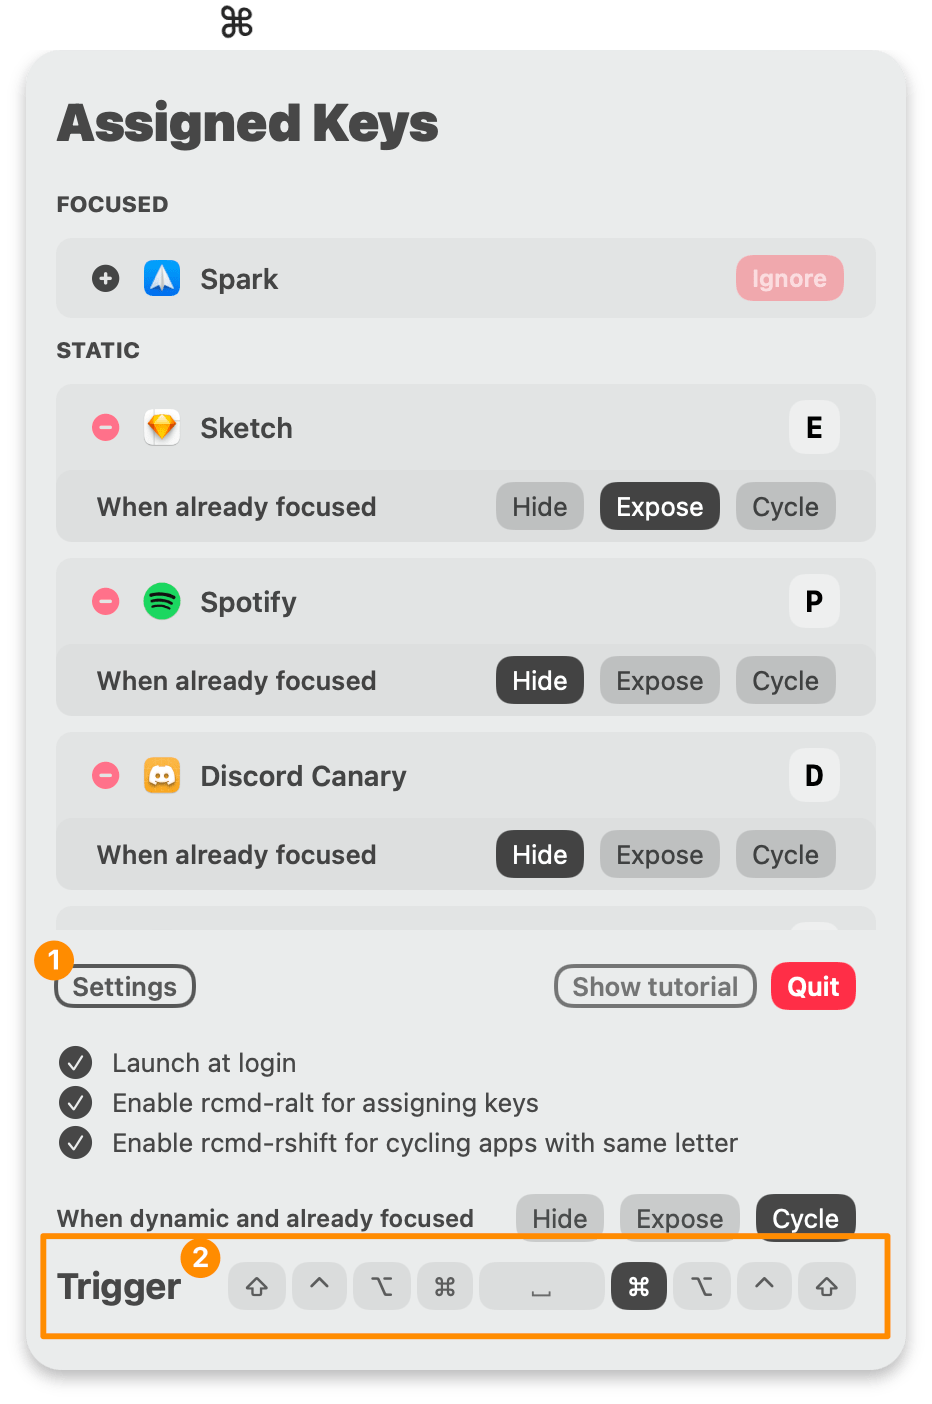 ⌘
Assigned Keys
FOCUSED
Spark Ignore
STATIC
Sketch E
When already focused Hide Expose Cycle
Spotify P
When already focused Hide Expose Cycle
Discord Canary D
When already focused Hide Expose Cycle
1
Settings Show tutorial Quit
Launch at login
Enable rcmd-ralt for assigning keys
Enable rcmd-rshift for cycling apps with same letter
When dynamic and already focused Hide Expose Cycle
2
Trigger ⇧ ⌃ ⌥ ⌘ ⎵ ⌘ ⌥ ⌃ ⇧